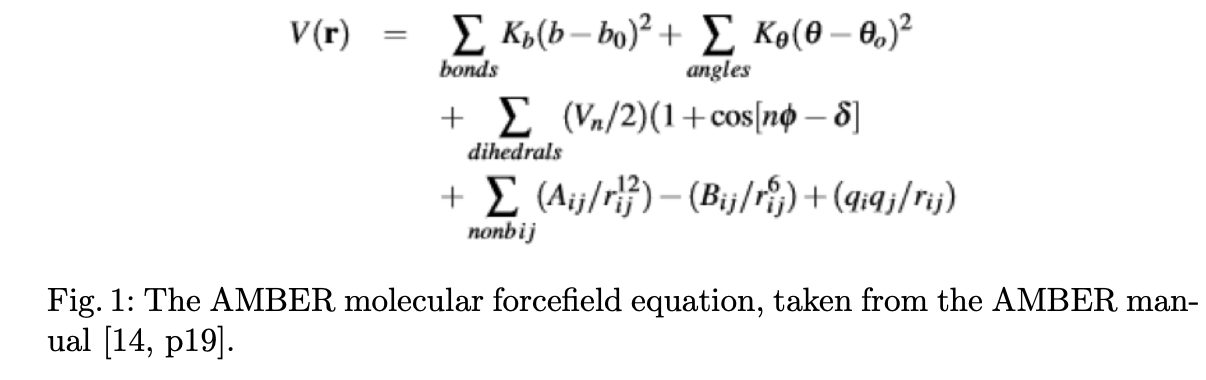 V(r) = ∑ K_b(b − b_0)² + ∑ K_θ(θ − θ_o)²
bonds angles
+ ∑ (V_n/2)(1 + cos[nϕ − δ]
dihedrals
+ ∑ (A_ij/r_ij^12) − (B_ij/r_ij^6) + (q_iq_j/r_ij)
nonbij
Fig. 1: The AMBER molecular forcefield equation, taken from the AMBER man-
ual [14, p19].